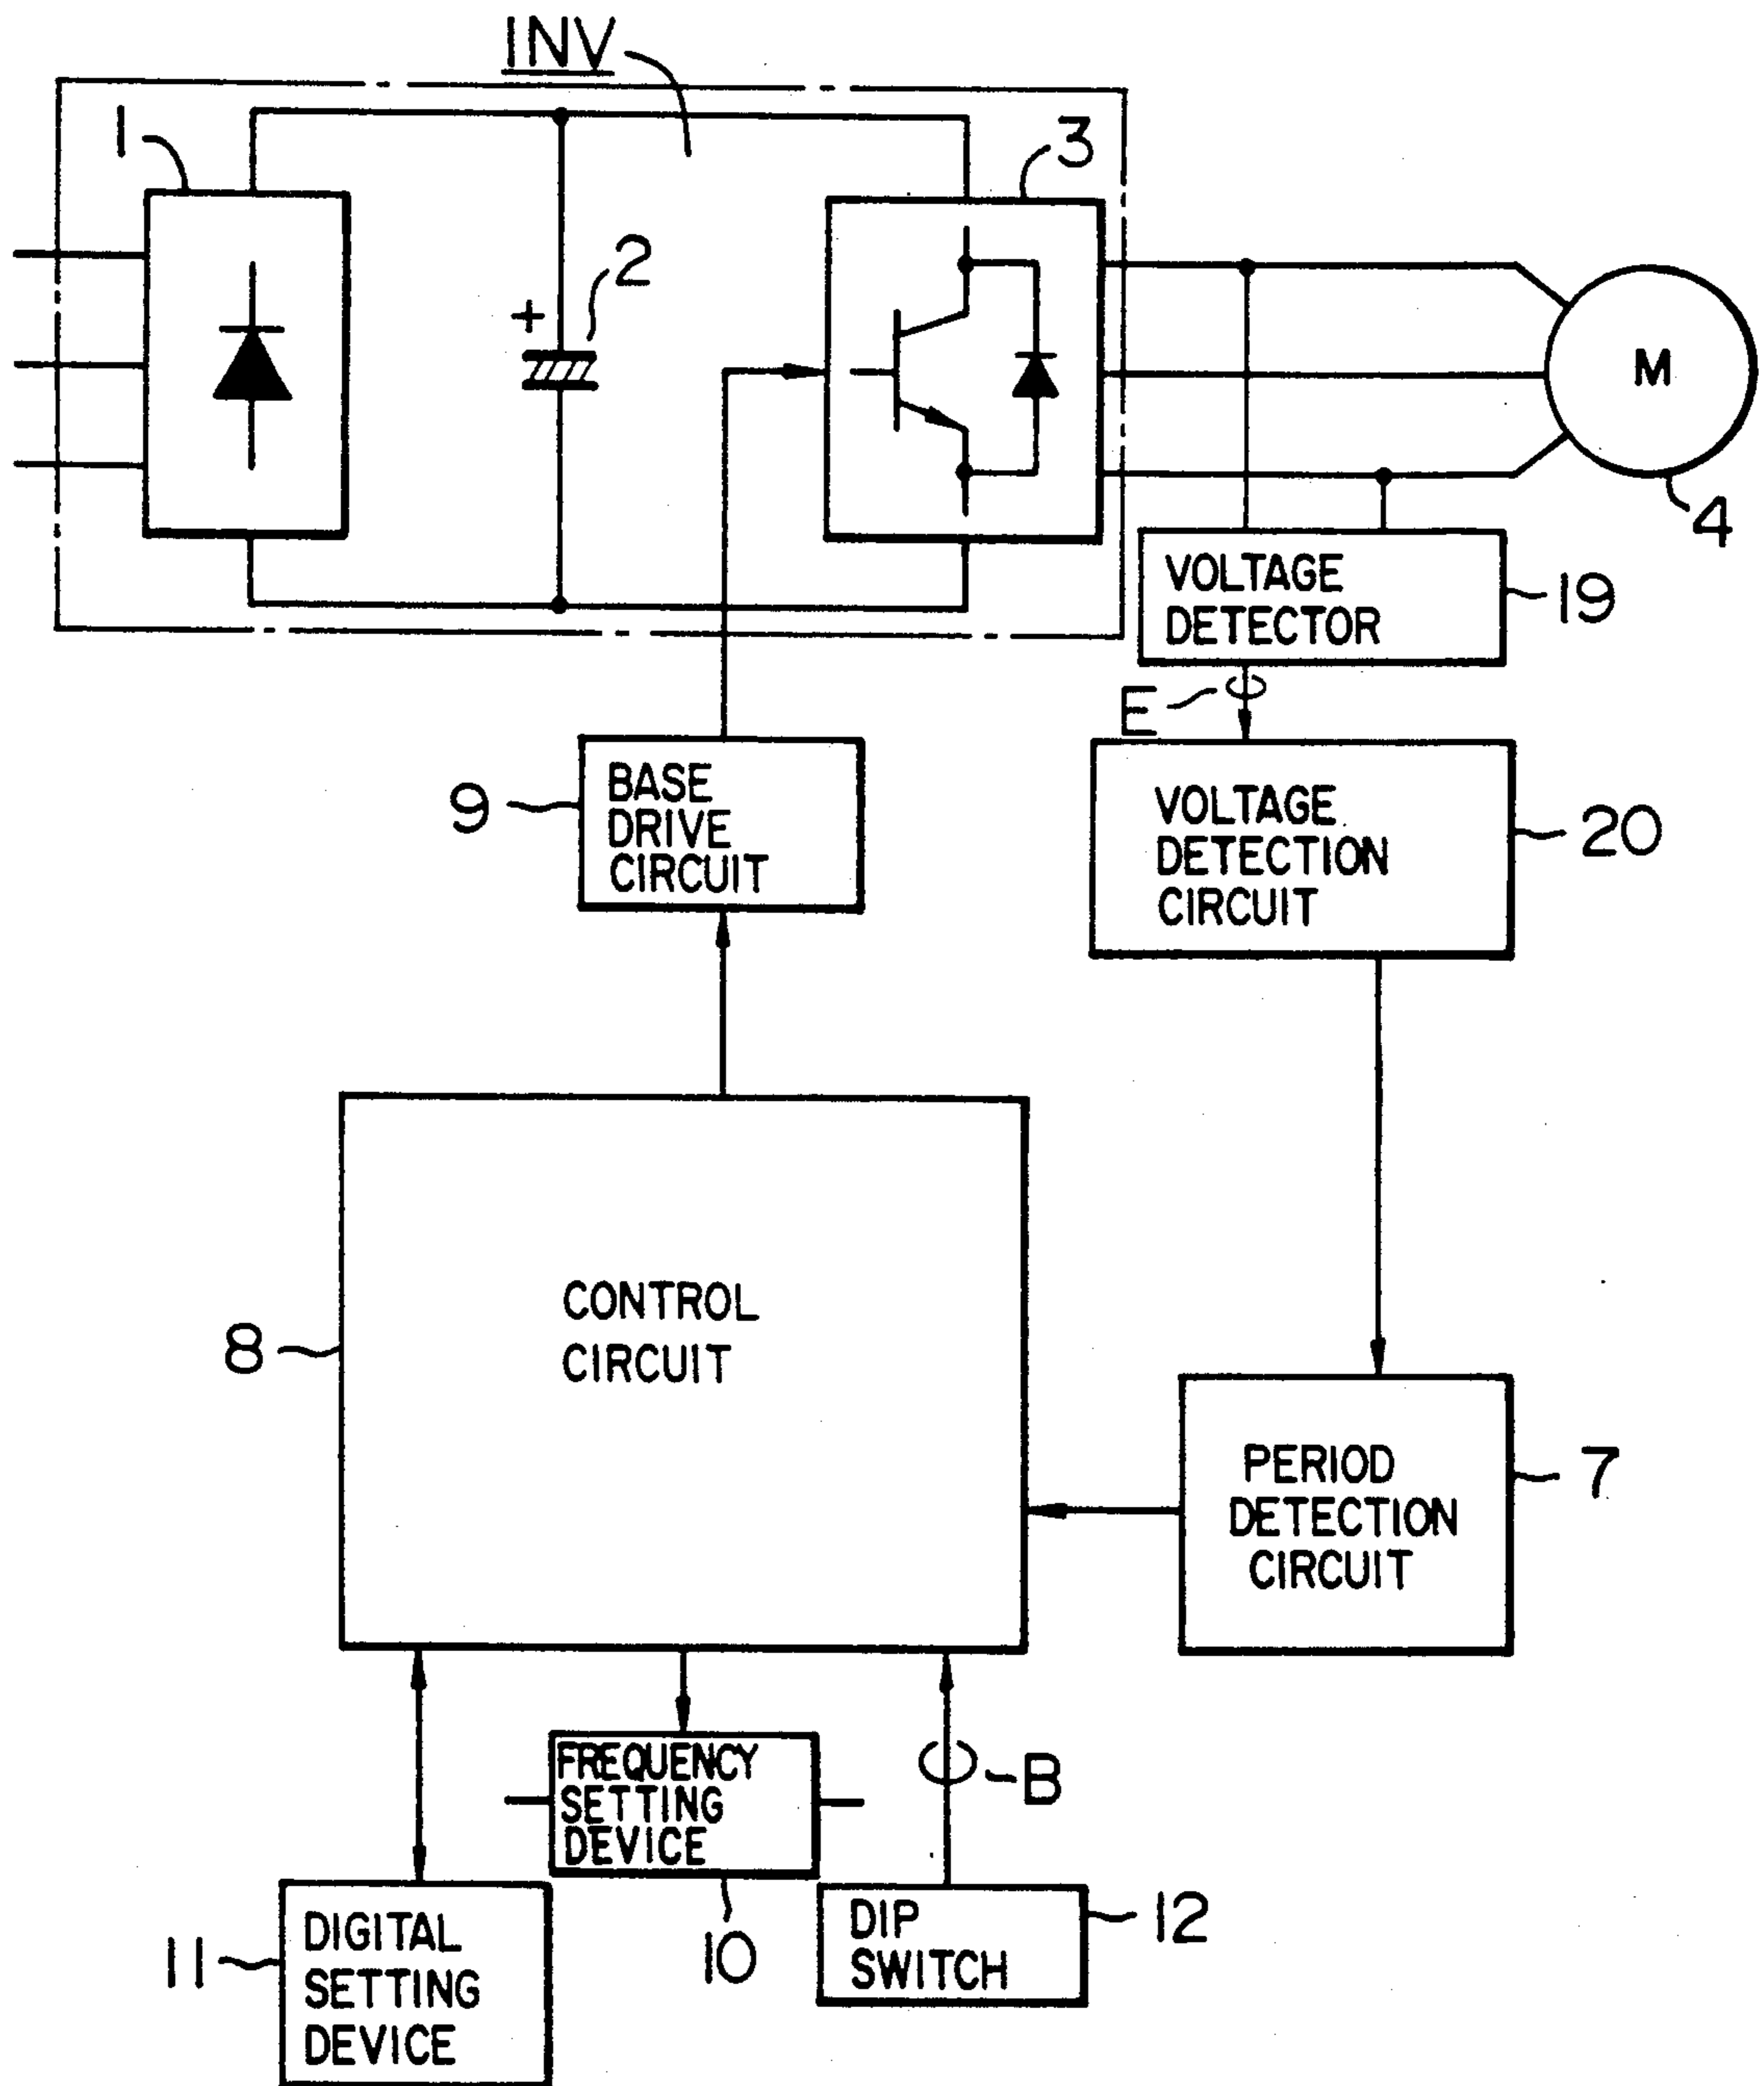 INV
1
2
+
3
M
4
VOLTAGE
DETECTOR
19
E
BASE
DRIVE
CIRCUIT
9
VOLTAGE
DETECTION
CIRCUIT
20
CONTROL
CIRCUIT
8
PERIOD
DETECTION
CIRCUIT
7
FREQUENCY
SETTING
DEVICE
10
B
DIP
SWITCH
12
DIGITAL
SETTING
DEVICE
11